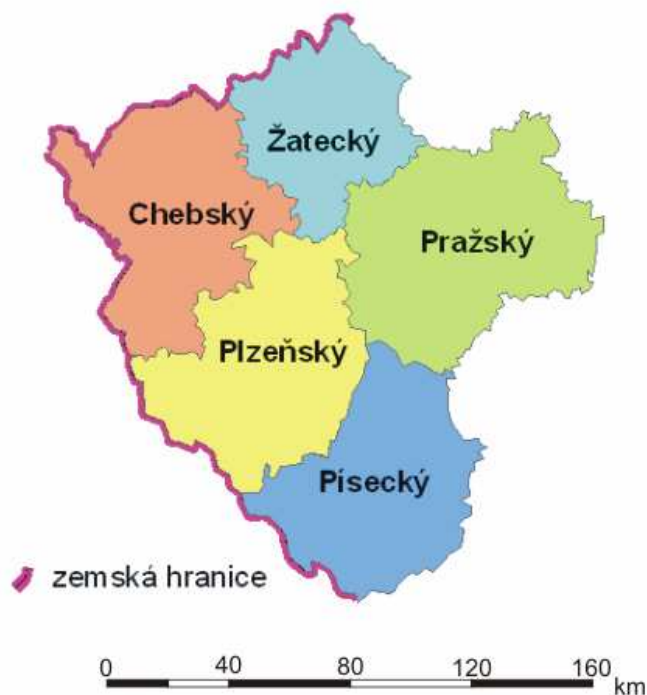 Žatecký
Chebský
Pražský
Plzeňský
Písecký
zemská hranice
0 40 80 120 160
km